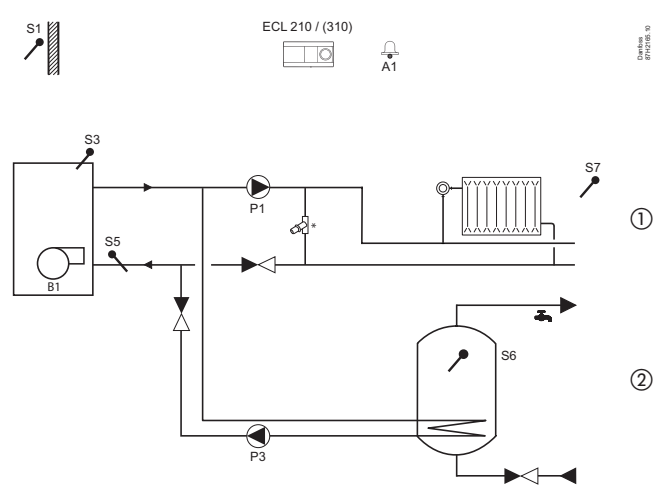 S1
ECL 210 / (310)
A1
Danfoss
87H2165.10
S3
S7
P1
*
①
S5
B1
S6
②
P3